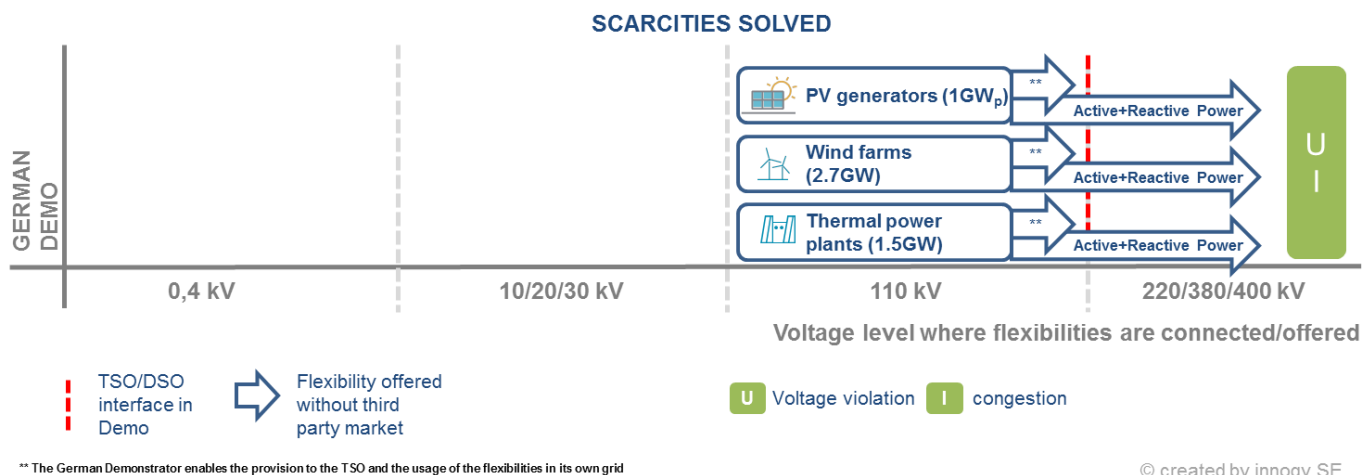 SCARCITIES SOLVED
GERMAN
DEMO
PV generators (1GWp)
**
Active+Reactive Power
Wind farms
(2.7GW)
**
Active+Reactive Power
Thermal power
plants (1.5GW)
**
Active+Reactive Power
U
I
0,4 kV
10/20/30 kV
110 kV
220/380/400 kV
Voltage level where flexibilities are connected/offered
TSO/DSO
interface in
Demo
Flexibility offered
without third
party market
U Voltage violation I congestion
** The German Demonstrator enables the provision to the TSO and the usage of the flexibilities in its own grid
© created by innogy SE